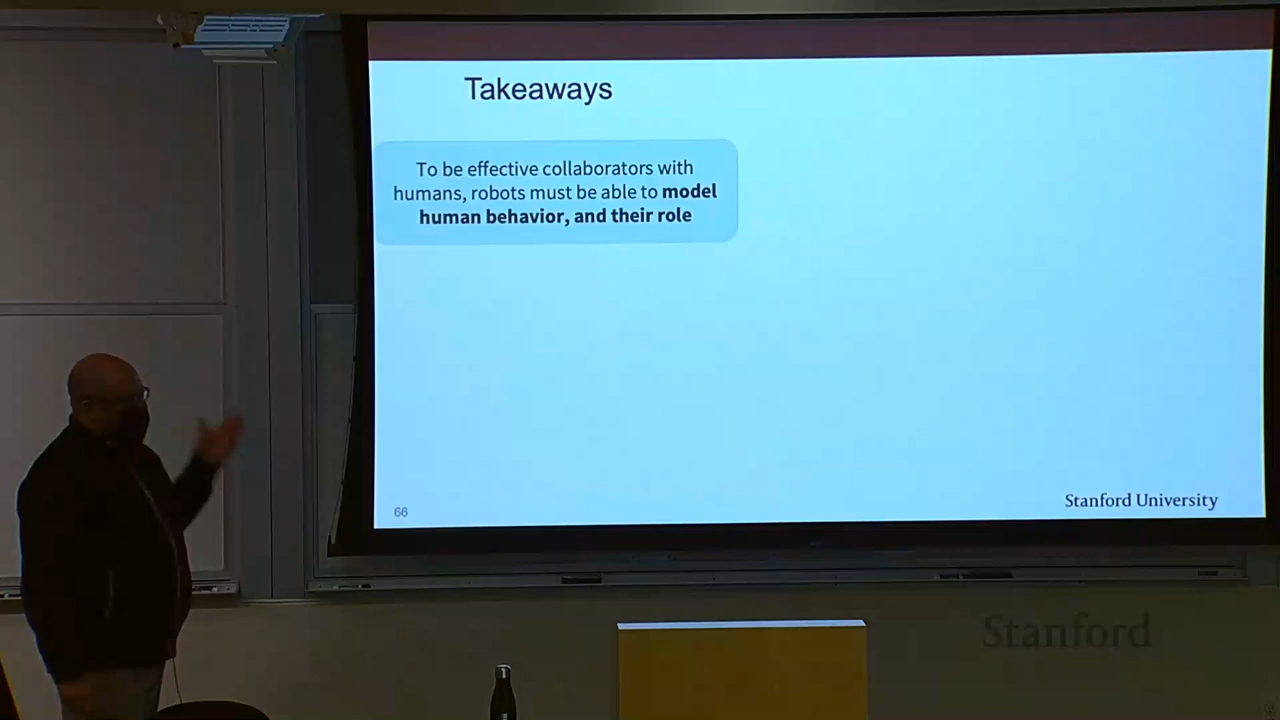 Takeaways
To be effective collaborators with
humans, robots must be able to model
human behavior, and their role
66
Stanford University
Stanford